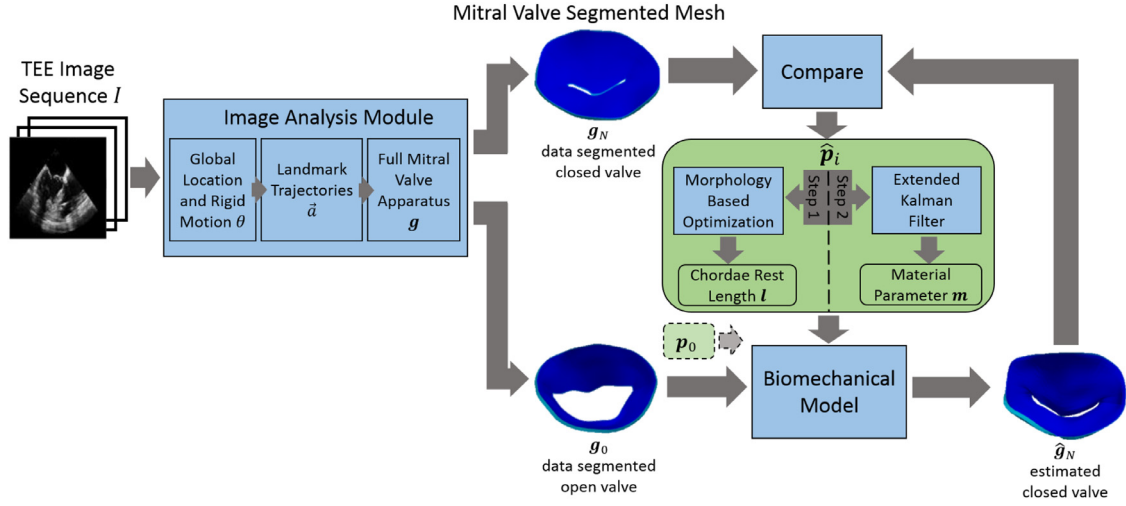 Mitral Valve Segmented Mesh
TEE Image
Sequence I
Image Analysis Module
Global
Location
and Rigid
Motion θ
Landmark
Trajectories
a⃗
Full Mitral
Valve
Apparatus
g
g_N
data segmented
closed valve
Compare
p̂_i
Step 1
Step 2
Morphology
Based
Optimization
Extended
Kalman
Filter
Chordae Rest
Length l
Material
Parameter m
p_0
g_0
data segmented
open valve
Biomechanical
Model
ĝ_N
estimated
closed valve